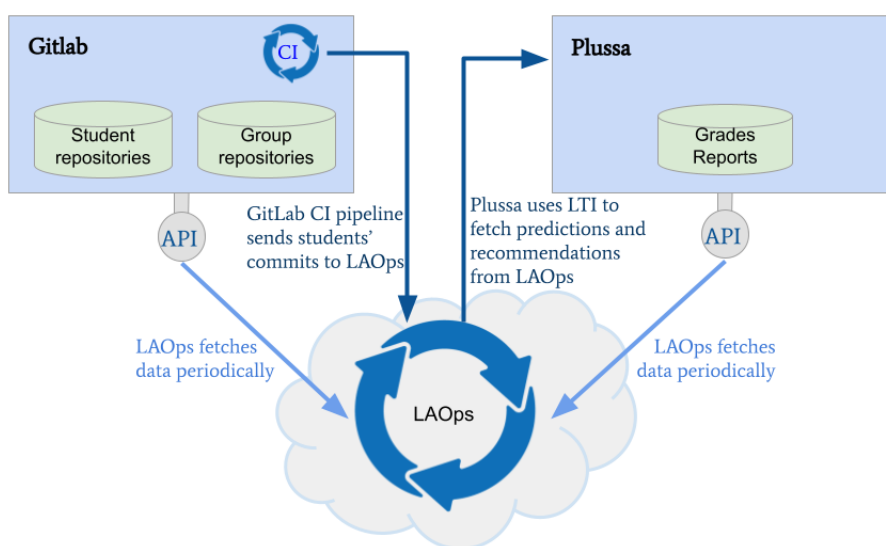 Gitlab
CI
Student
repositories
Group
repositories
API
GitLab CI pipeline
sends students'
commits to LAOps
LAOps fetches
data periodically
Plussa
Grades
Reports
API
Plussa uses LTI to
fetch predictions and
recommendations
from LAOps
LAOps fetches
data periodically
LAOps